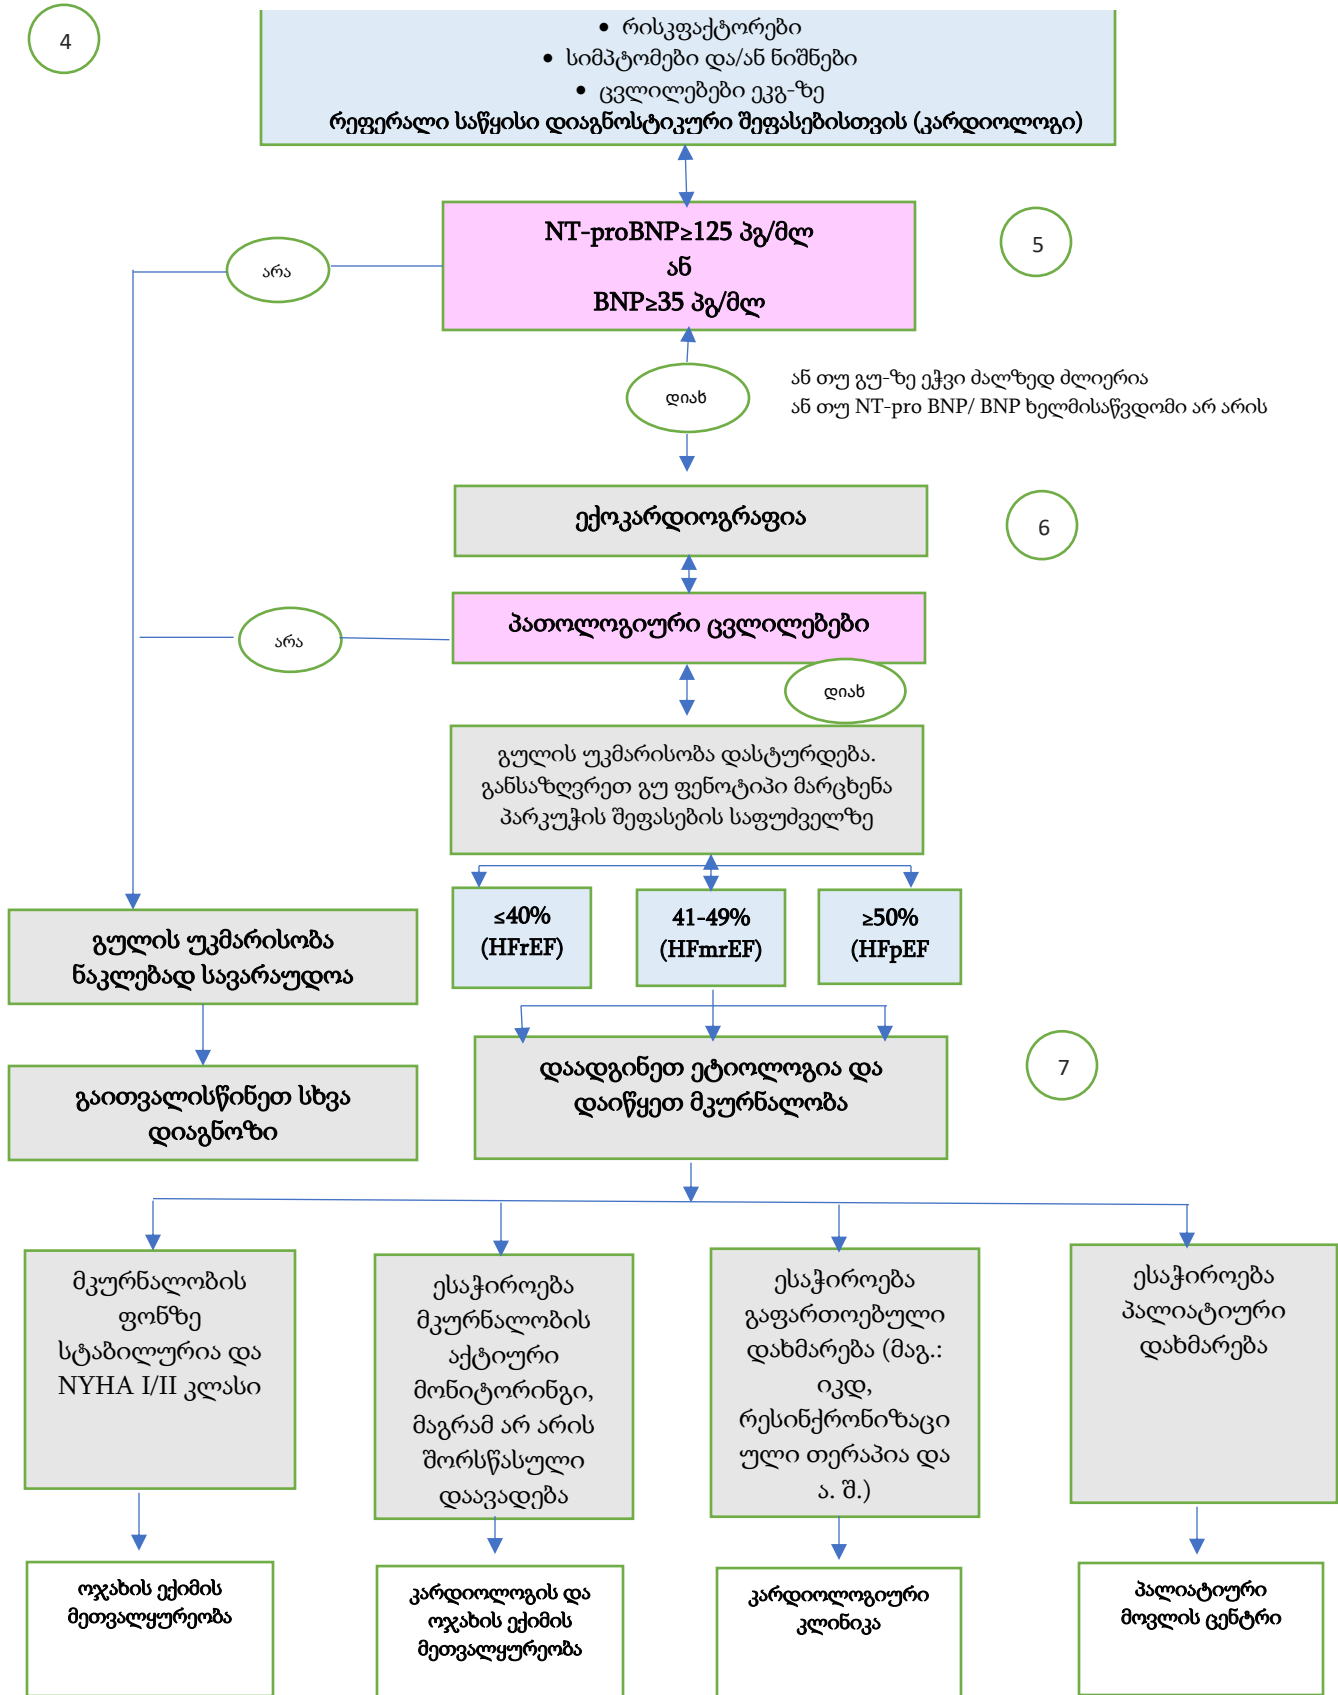 4
• რისკფაქტორები
• სიმპტომები და/ან ნიშნები
• ცვლილებები ეკგ-ზე
რეფერალი საწყისი დიაგნოსტიკური შეფასებისთვის (კარდიოლოგი)
NT-proBNP≥125 პგ/მლ
ან
BNP≥35 პგ/მლ
5
არა
დიახ
ან თუ გუ-ზე ეჭვი ძალზედ ძლიერია
ან თუ NT-pro BNP/ BNP ხელმისაწვდომი არ არის
ექოკარდიოგრაფია
6
პათოლოგიური ცვლილებები
არა
დიახ
გულის უკმარისობა დასტურდება.
განსაზღვრეთ გუ ფენოტიპი მარცხენა
პარკუჭის შეფასების საფუძველზე
≤40%
(HFrEF)
41-49%
(HFmrEF)
≥50%
(HFpEF
გულის უკმარისობა
ნაკლებად სავარაუდოა
დაადგინეთ ეტიოლოგია და
დაიწყეთ მკურნალობა
7
გაითვალისწინეთ სხვა
დიაგნოზი
მკურნალობის
ფონზე
სტაბილურია და
NYHA I/II კლასი
ესაჭიროება
მკურნალობის
აქტიური
მონიტორინგი,
მაგრამ არ არის
შორსწასული
დაავადება
ესაჭიროება
გაფართოებული
დახმარება (მაგ.:
იკდ,
რესინქრონიზაცი
ული თერაპია და
ა. შ.)
ესაჭიროება
პალიატიური
დახმარება
ოჯახის ექიმის
მეთვალყურეობა
კარდიოლოგის და
ოჯახის ექიმის
მეთვალყურეობა
კარდიოლოგიური
კლინიკა
პალიატიური
მოვლის ცენტრი